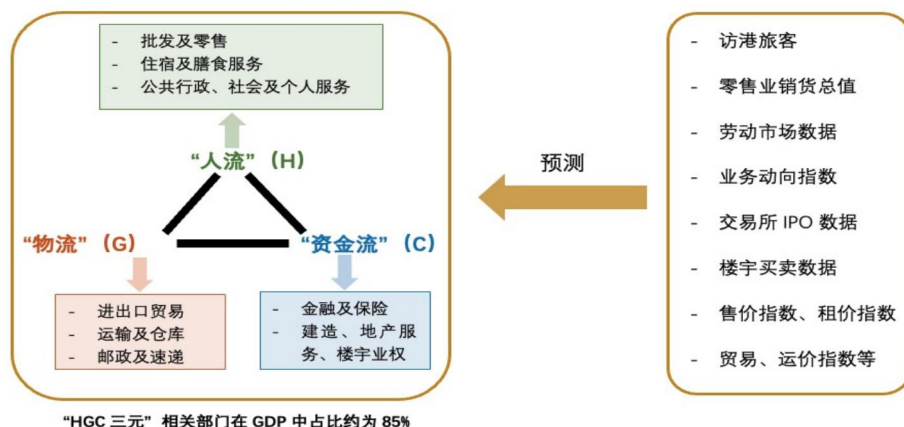 - 批发及零售
- 住宿及膳食服务
- 公共行政、社会及个人服务
“人流”（H）
“物流”（G）
“资金流”（C）
- 进出口贸易
- 运输及仓库
- 邮政及速递
- 金融及保险
- 建造、地产服
务、楼宇业权
预测
- 访港旅客
- 零售业销货总值
- 劳动市场数据
- 业务动向指数
- 交易所 IPO 数据
- 楼宇买卖数据
- 售价指数、租价指数
- 贸易、运价指数等
“HGC 三元”相关部门在 GDP 中占比约为 85%